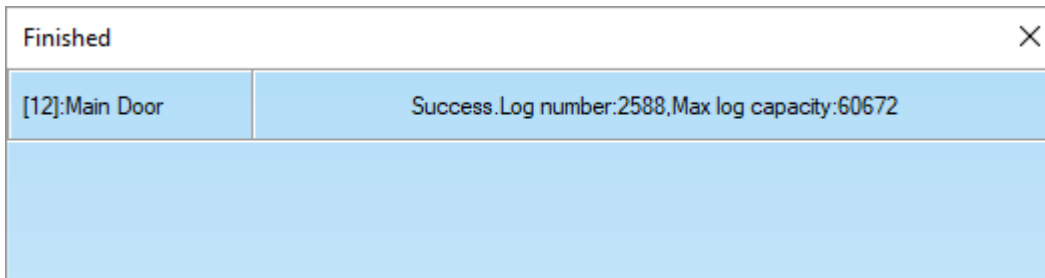 Finished
[12]:Main Door Success.Log number:2588,Max log capacity:60672